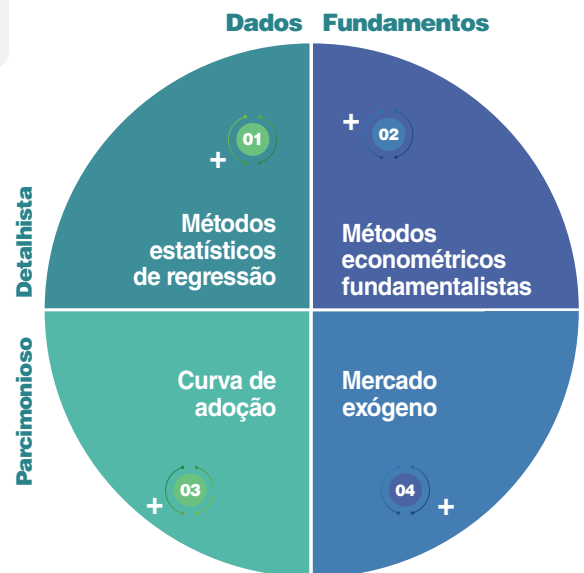 Dados Fundamentos
Detalhista
+ 01
Métodos
estatísticos
de regressão
+ 02
Métodos
econométricos
fundamentalistas
Parcimonioso
Curva de
adoção
+ 03
Mercado
exógeno
04 +